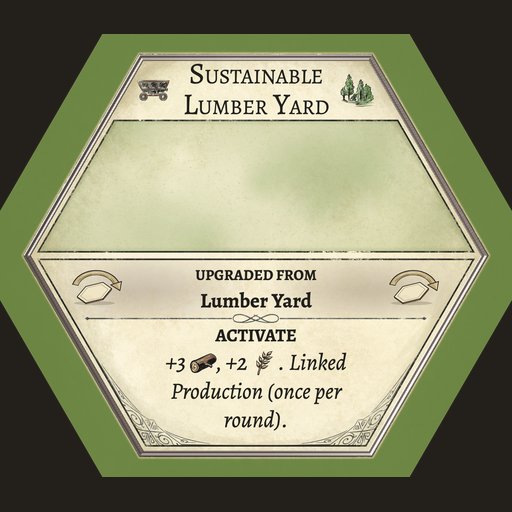 Sustainable
Lumber Yard
UPGRADED FROM
Lumber Yard
ACTIVATE
+3 , +2 . Linked
Production (once per
round).